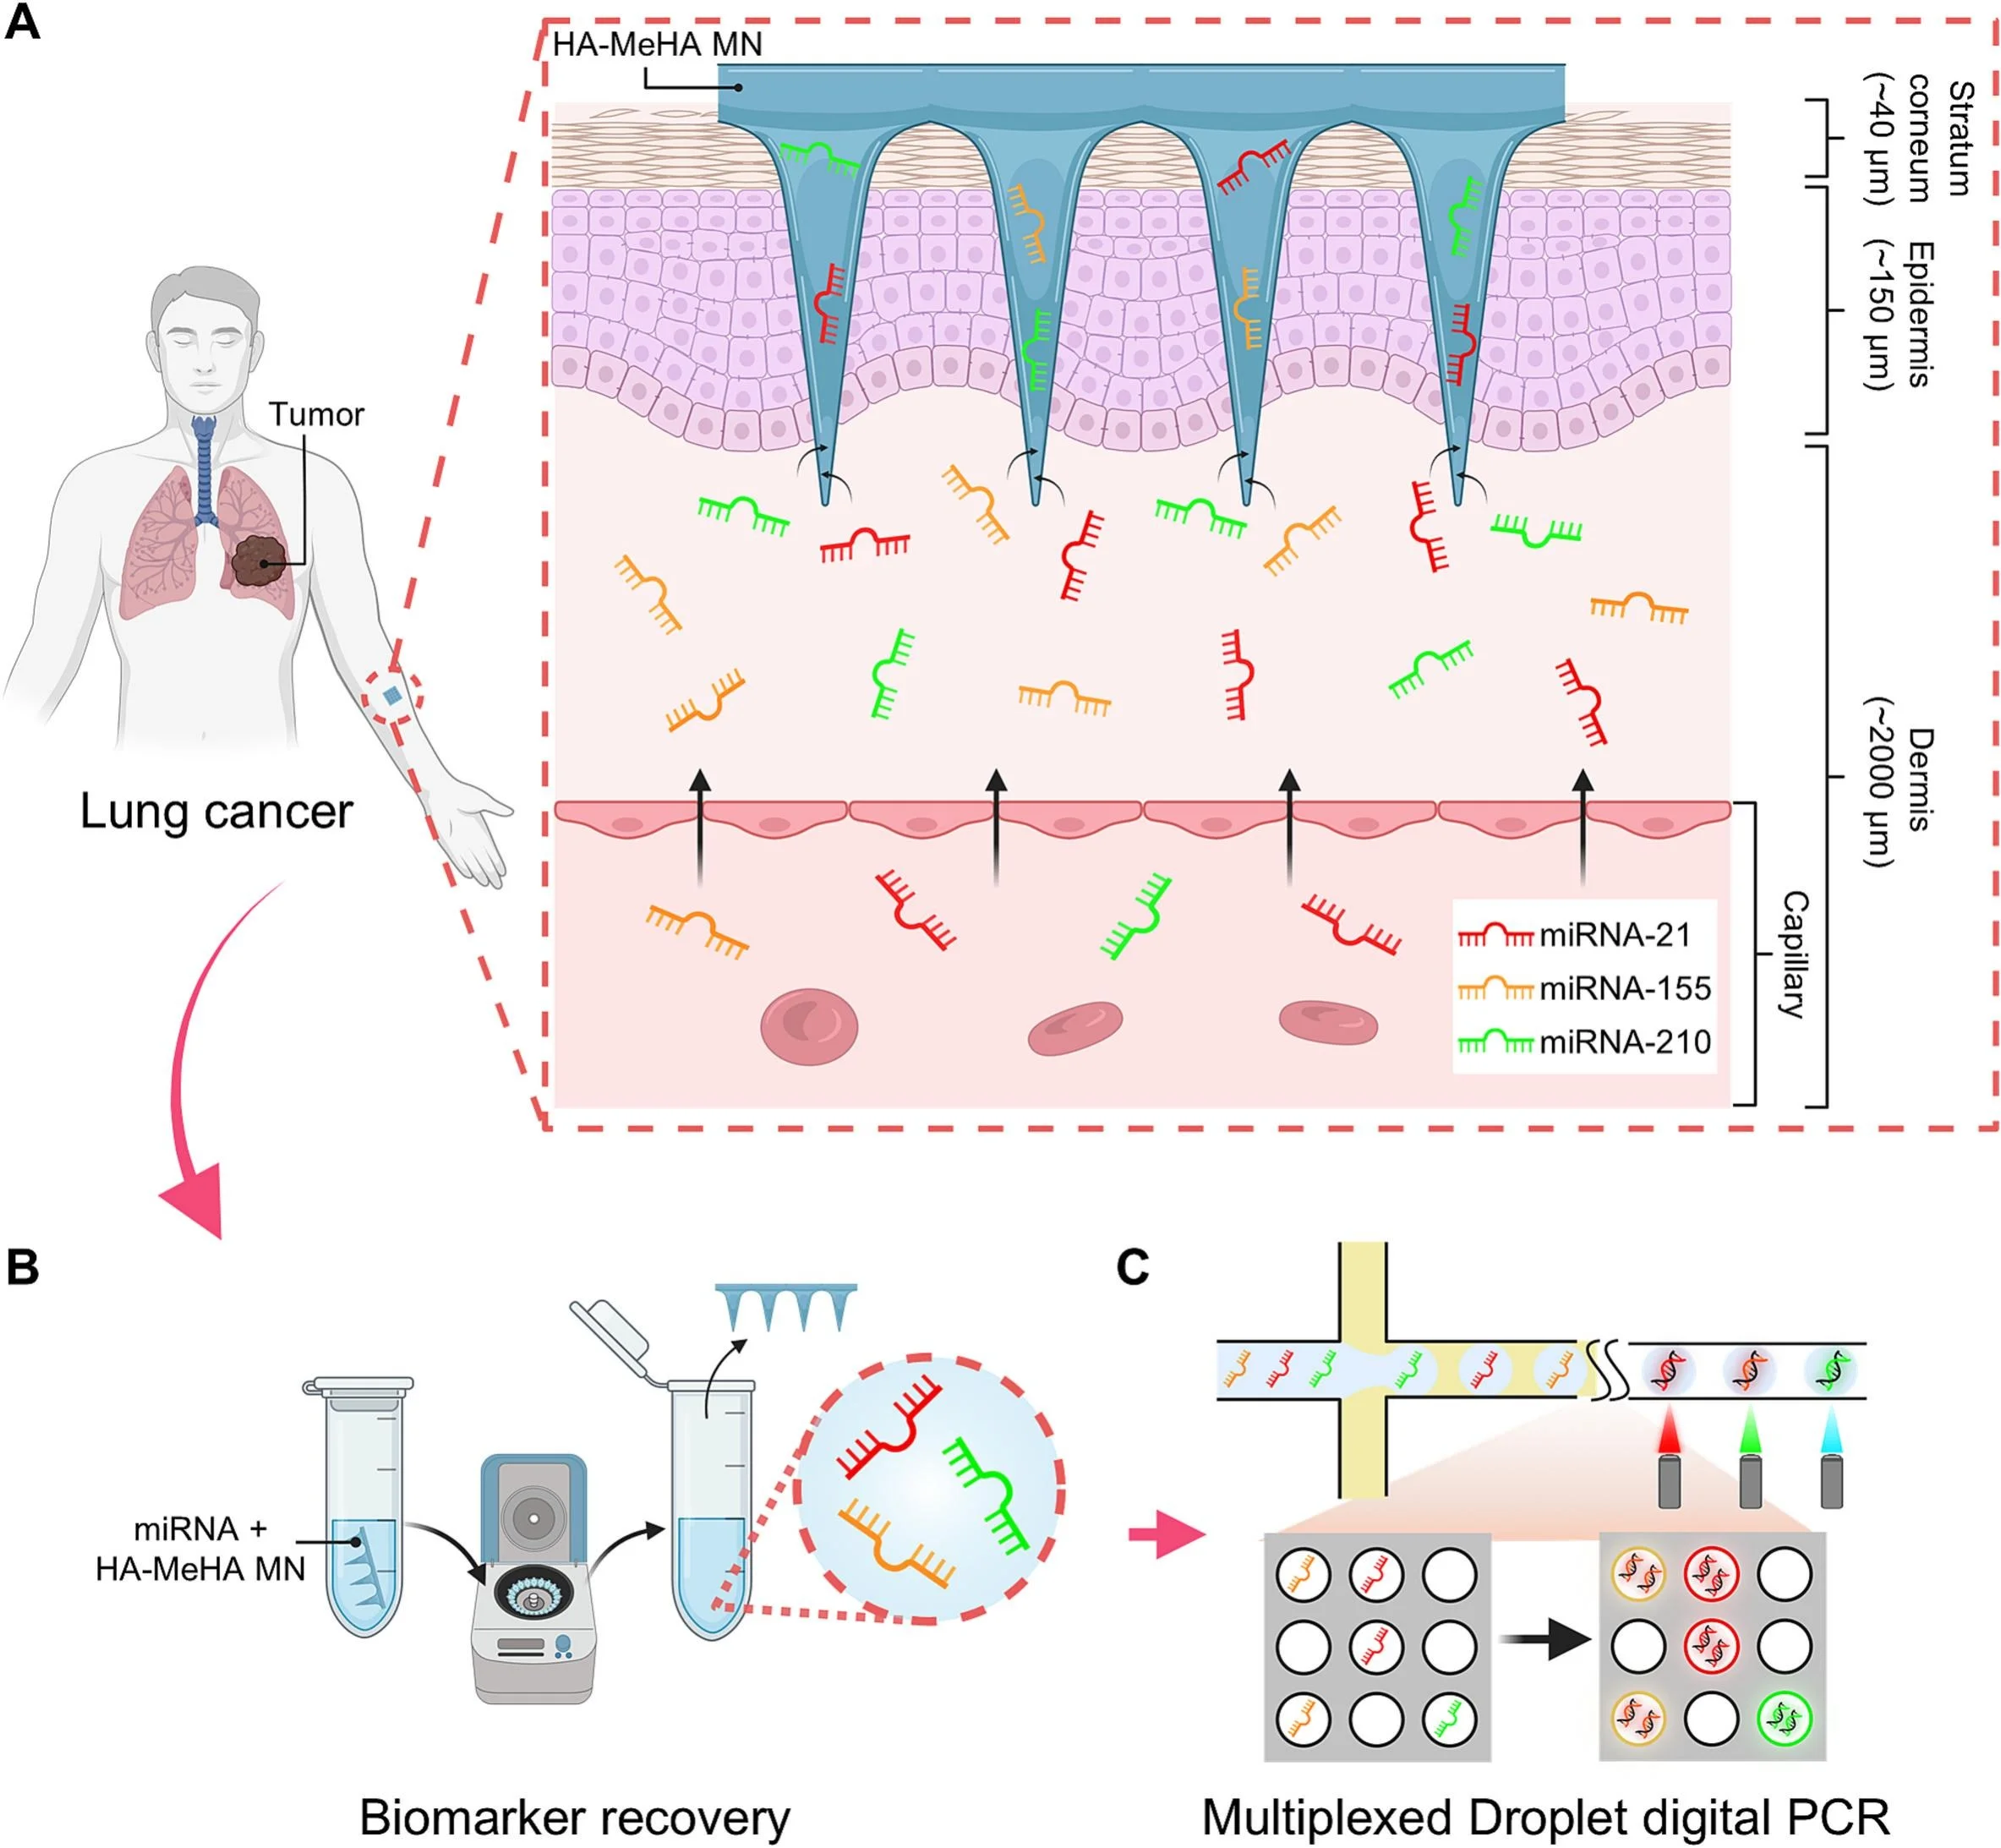 A
HA-MeHA MN
Stratum
corneum
(~40 μm)
Epidermis
(~150 μm)
Tumor
Lung cancer
Dermis
(~2000 μm)
Capillary
miRNA-21
miRNA-155
miRNA-210
B
miRNA +
HA-MeHA MN
Biomarker recovery
C
Multiplexed Droplet digital PCR